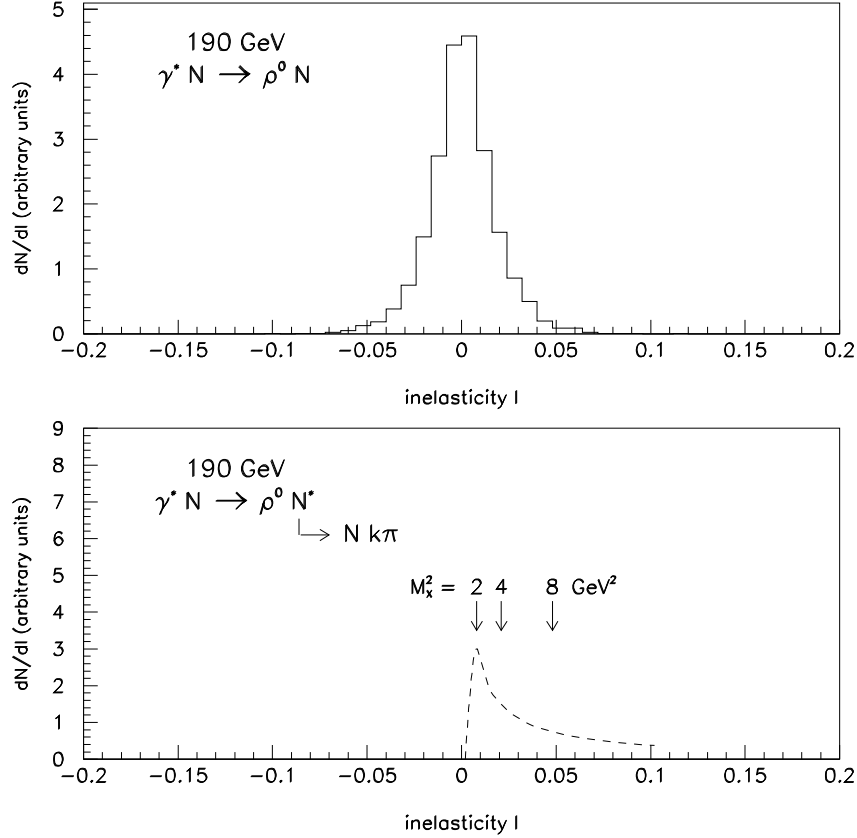 190 GeV
γ* N → ρ⁰ N
dN/dI (arbitrary units)
5
4
3
2
1
0
−0.2 −0.15 −0.1 −0.05 0 0.05 0.1 0.15 0.2
inelasticity I
190 GeV
γ* N → ρ⁰ N*
N kπ
Mₓ² = 2 4 8 GeV²
dN/dI (arbitrary units)
9
8
7
6
5
4
3
2
1
0
−0.2 −0.15 −0.1 −0.05 0 0.05 0.1 0.15 0.2
inelasticity I